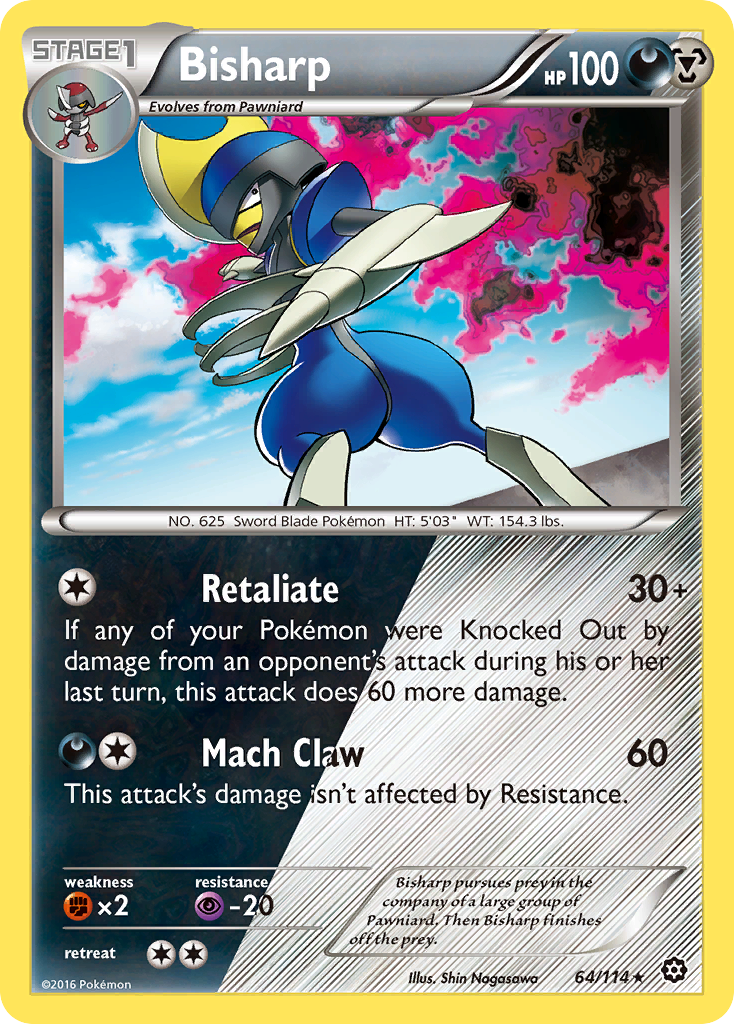 STAGE1
Bisharp
HP100
Evolves from Pawniard
NO. 625 Sword Blade Pokémon HT: 5'03" WT: 154.3 lbs.
Retaliate 30+
If any of your Pokémon were Knocked Out by
damage from an opponent's attack during his or her
last turn, this attack does 60 more damage.
Mach Claw 60
This attack's damage isn't affected by Resistance.
weakness resistance
×2 -20
Bisharp pursues prey in the
company of a large group of
Pawniard. Then Bisharp finishes
off the prey.
retreat
©2016 Pokémon
Illus. Shin Nagasawa 64/114★